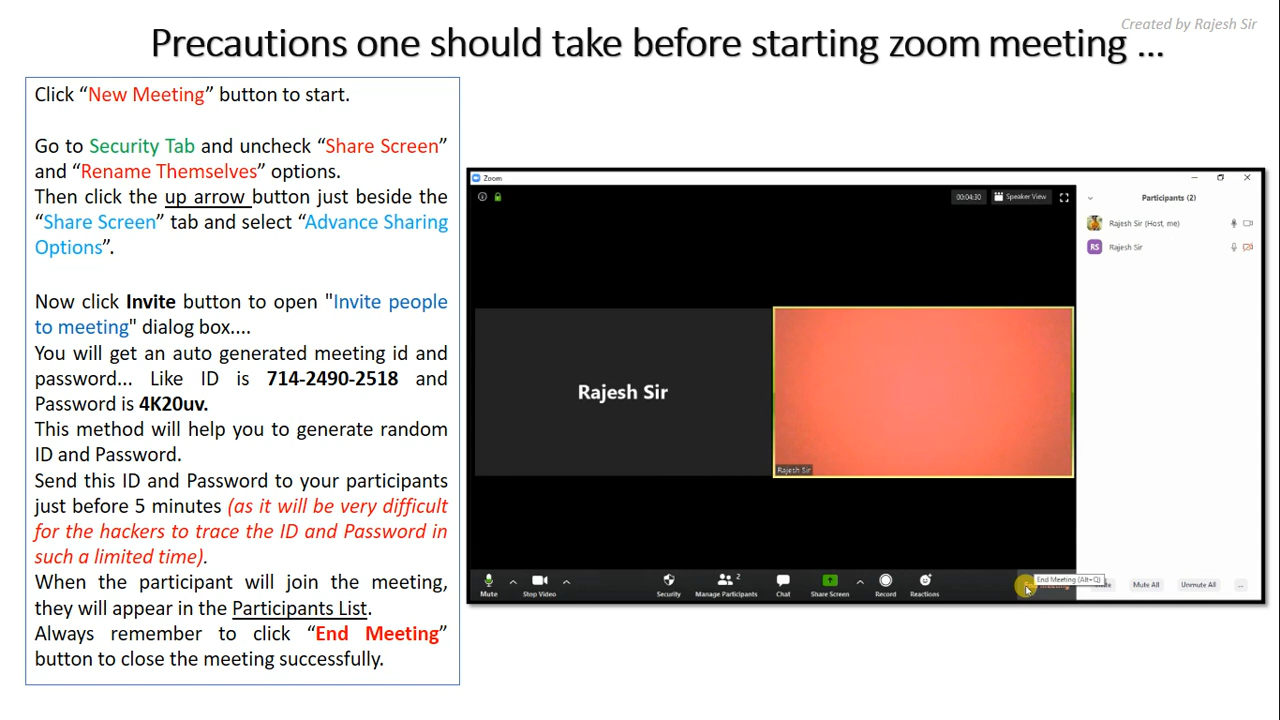 Created by Rajesh Sir
Precautions one should take before starting zoom meeting ...
Click “New Meeting” button to start.
Go to Security Tab and uncheck “Share Screen”
and “Rename Themselves” options.
Then click the up arrow button just beside the
“Share Screen” tab and select “Advance Sharing
Options”.
Now click Invite button to open "Invite people
to meeting" dialog box....
You will get an auto generated meeting id and
password... Like ID is 714-2490-2518 and
Password is 4K20uv.
This method will help you to generate random
ID and Password.
Send this ID and Password to your participants
just before 5 minutes (as it will be very difficult
for the hackers to trace the ID and Password in
such a limited time).
When the participant will join the meeting,
they will appear in the Participants List.
Always remember to click “End Meeting”
button to close the meeting successfully.
Zoom
00:04:30
Speaker View
Participants (2)
Rajesh Sir (Host, me)
RS Rajesh Sir
Rajesh Sir
Rajesh Sir
End Meeting (Alt+Q)
Mute
Stop Video
Security
Manage Participants
2
Chat
Share Screen
Record
Reactions
Mute All
Unmute All
...